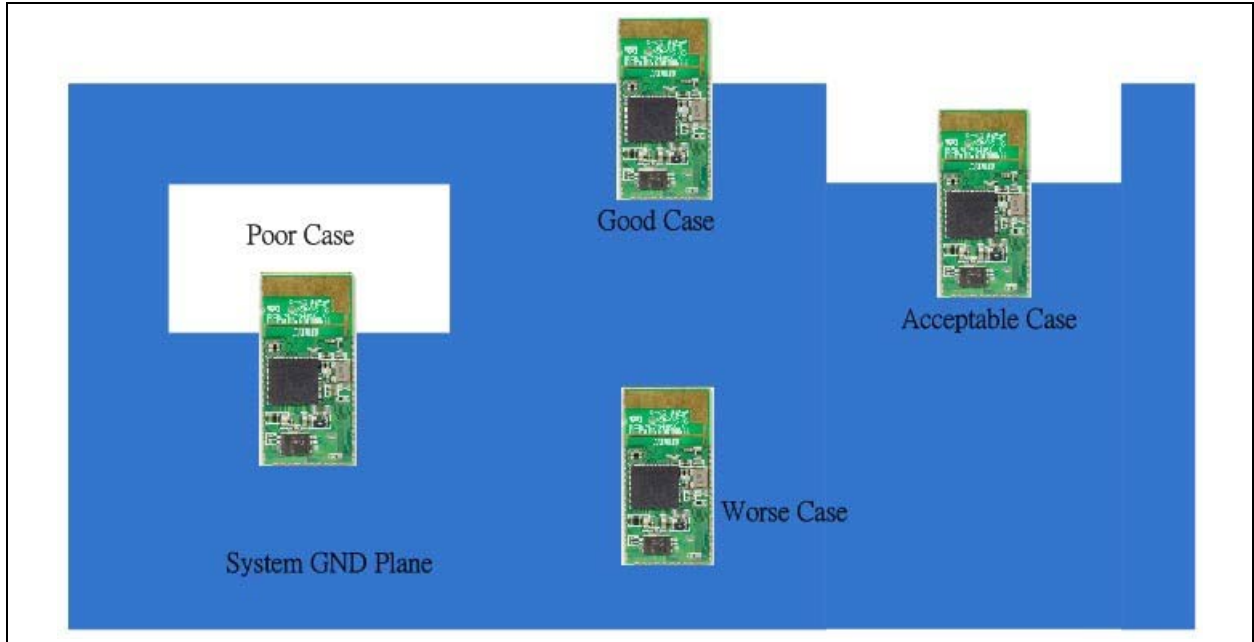 Good Case
Poor Case
Acceptable Case
Worse Case
System GND Plane